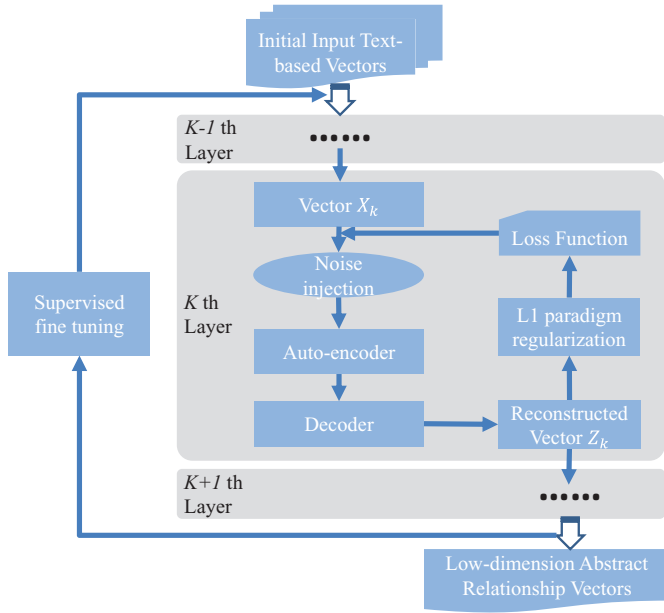 Initial Input Text-
based Vectors
K-1 th
Layer
Vector X_k
Loss Function
Noise
injection
K th
Layer
Supervised
fine tuning
L1 paradigm
regularization
Auto-encoder
Decoder
Reconstructed
Vector Z_k
K+1 th
Layer
Low-dimension Abstract
Relationship Vectors